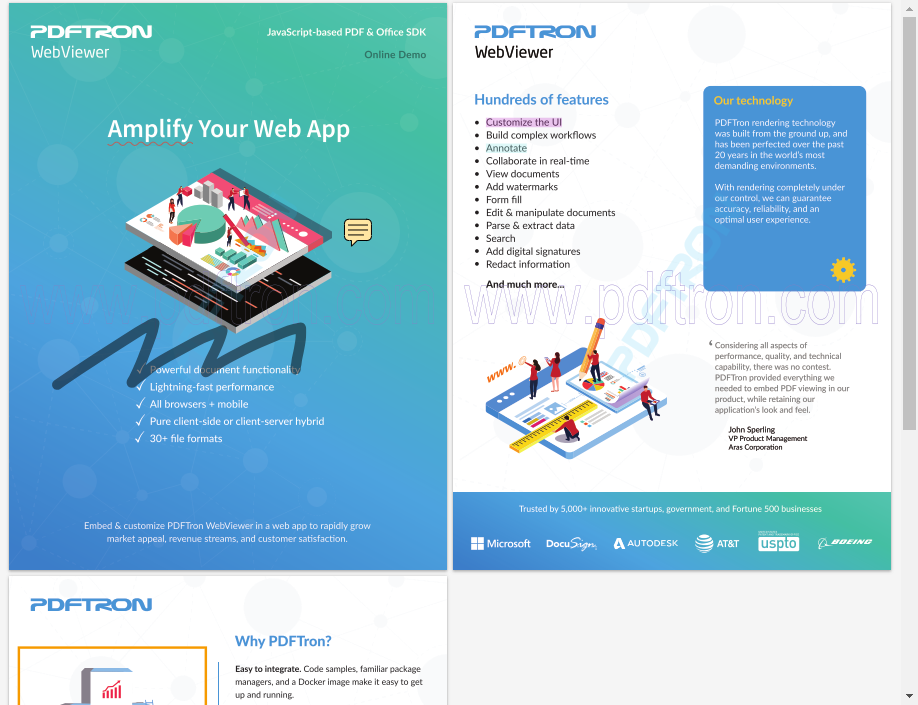 PDFTRON
WebViewer
JavaScript-based PDF & Office SDK
Online Demo
Amplify Your Web App
✓ Powerful document functionality
✓ Lightning-fast performance
✓ All browsers + mobile
✓ Pure client-side or client-server hybrid
✓ 30+ file formats
Embed & customize PDFTron WebViewer in a web app to rapidly grow
market appeal, revenue streams, and customer satisfaction.
www.pdftron.com
PDFTRON
WebViewer
Hundreds of features
• Customize the UI
• Build complex workflows
• Annotate
• Collaborate in real-time
• View documents
• Add watermarks
• Form fill
• Edit & manipulate documents
• Parse & extract data
• Search
• Add digital signatures
• Redact information
And much more...
Our technology
PDFTron rendering technology
was built from the ground up, and
has been perfected over the past
20 years in the world's most
demanding environments.
With rendering completely under
our control, we can guarantee
accuracy, reliability, and an
optimal user experience.
www.pdftron.com
PDFTRON
www.
‘ Considering all aspects of
performance, quality, and technical
capability, there was no contest.
PDFTron provided everything we
needed to embed PDF viewing in our
product, while retaining our
application's look and feel.
John Sperling
VP Product Management
Aras Corporation
Trusted by 5,000+ innovative startups, government, and Fortune 500 businesses
Microsoft DocuSign AUTODESK AT&T uspto BOEING
PDFTRON
Why PDFTron?
Easy to integrate. Code samples, familiar package
managers, and a Docker image make it easy to get
up and running.